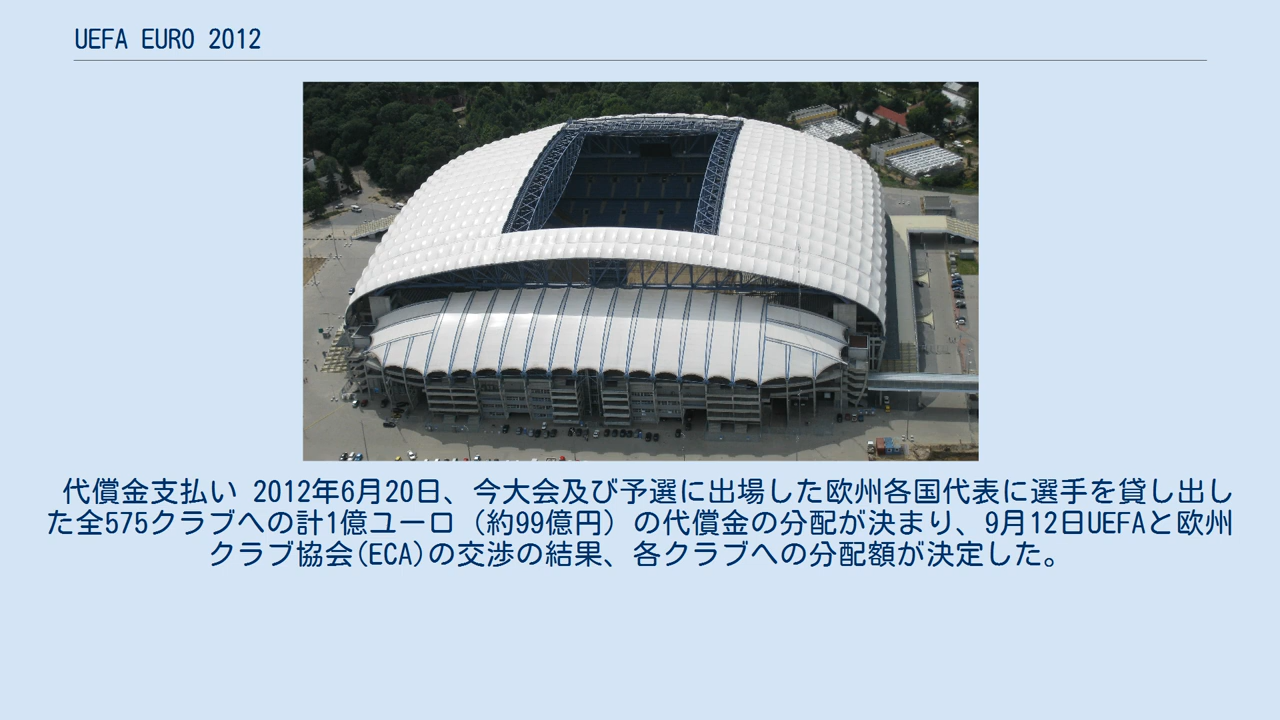 UEFA EURO 2012
代償金支払い 2012年6月20日、今大会及び予選に出場した欧州各国代表に選手を貸し出し
た全575クラブへの計1億ユーロ（約99億円）の代償金の分配が決まり、9月12日UEFAと欧州
クラブ協会(ECA)の交渉の結果、各クラブへの分配額が決定した。